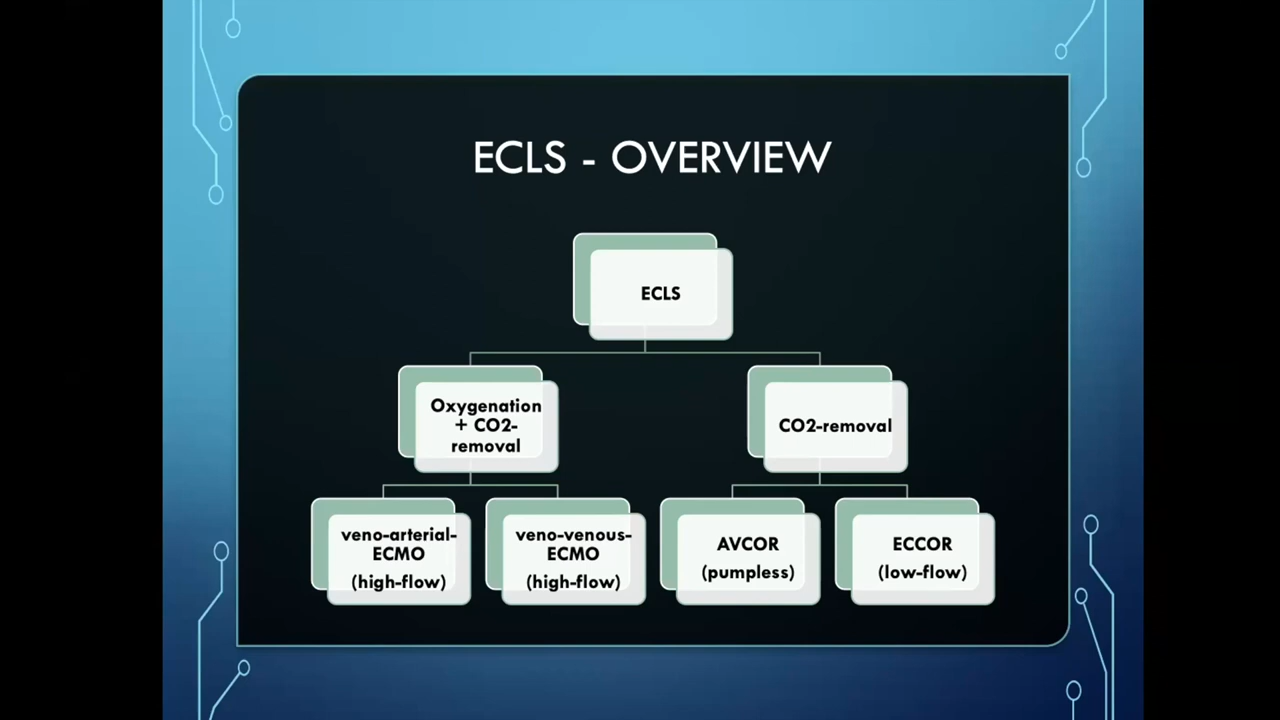 ECLS - OVERVIEW
ECLS
Oxygenation
+ CO2-
removal
CO2-removal
veno-arterial-
ECMO
(high-flow)
veno-venous-
ECMO
(high-flow)
AVCOR
(pumpless)
ECCOR
(low-flow)